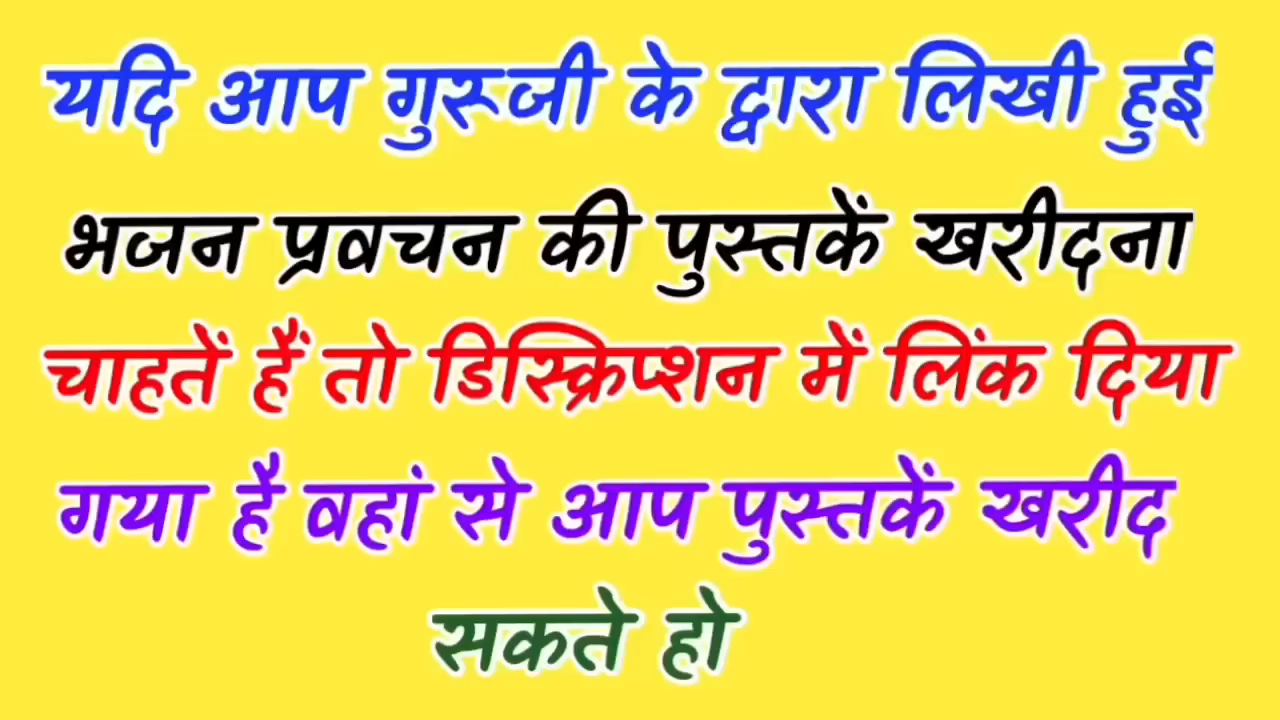 यदि आप गुरूजी के द्वारा लिखी हुई
भजन प्रवचन की पुस्तकें खरीदना
चाहतें हैं तो डिस्क्रिप्शन में लिंक दिया
गया है वहां से आप पुस्तकें खरीद
सकते हो